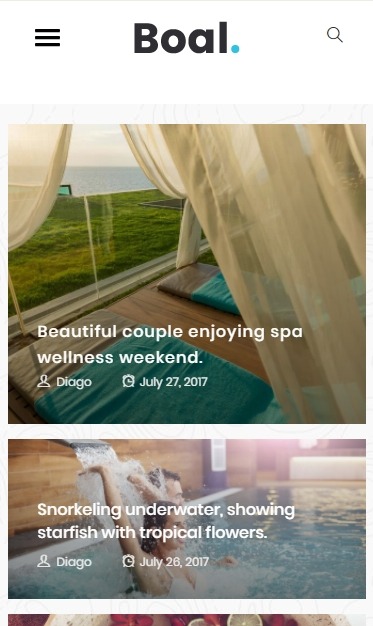 Boal.
Beautiful couple enjoying spa
wellness weekend.
Diago July 27, 2017
Snorkeling underwater, showing
starfish with tropical flowers.
Diago July 26, 2017